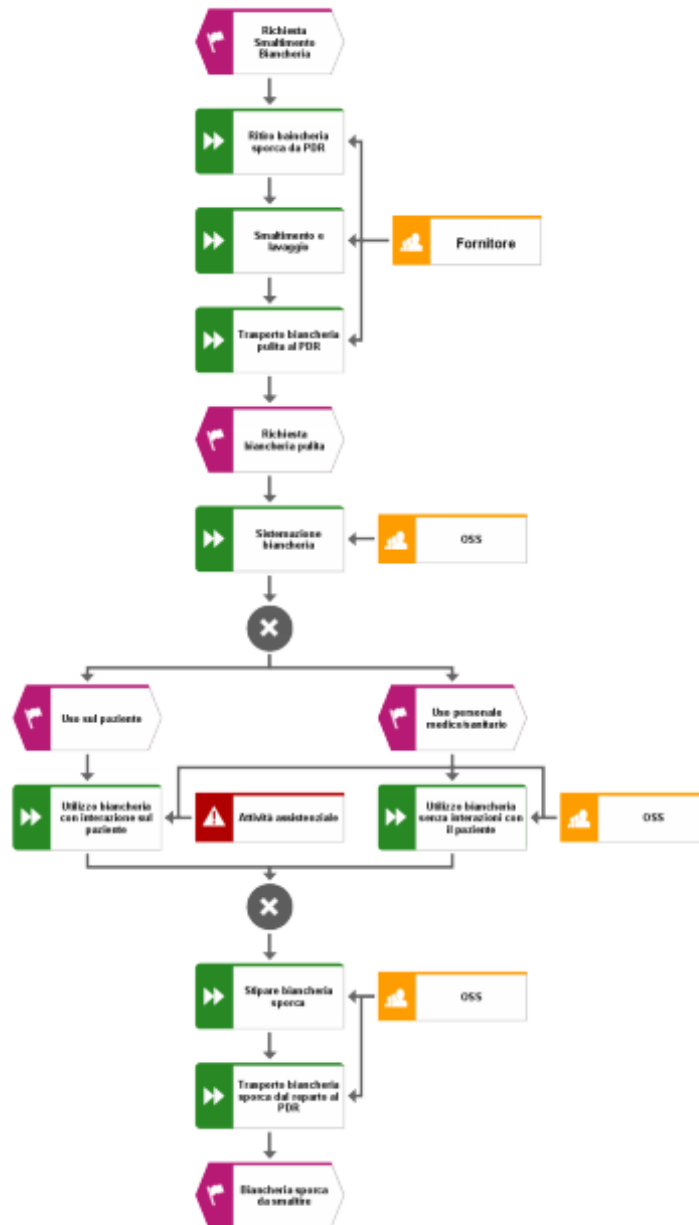 Richiesta
Smaltimento
Biancheria
Ritiro baincheria
sporca da PDR
Smaltimento e
lavaggio
Fornitore
Trasporto biancheria
pulita al PDR
Richiesta
biancheria pulita
Sistemazione
biancheria
OSS
Uso sul paziente
Uso personale
medico/sanitario
Utilizzo biancheria
con interazione sul
paziente
Attività assistenziale
Utilizzo biancheria
senza interazioni con
il paziente
OSS
Stipare biancheria
sporca
OSS
Trasporto biancheria
sporca dal reparto al
PDR
Biancheria sporca
da smaltire